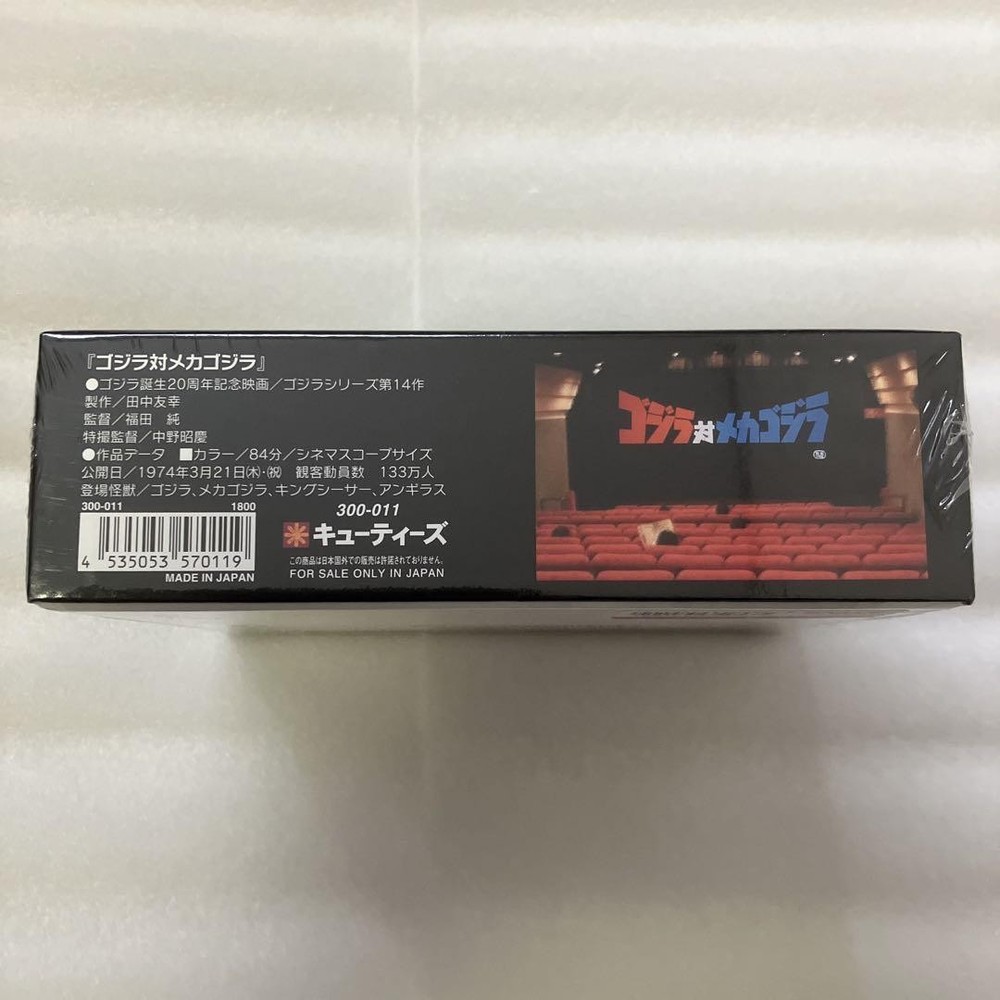 『ゴジラ対メカゴジラ』
●ゴジラ誕生20周年記念映画／ゴジラシリーズ第14作
製作／田中友幸
監督／福田 純
特撮監督／中野昭慶
●作品データ ■カラー／84分／シネマスコープサイズ
公開日／1974年3月21日㈭・㈷ 観客動員数 133万人
登場怪獣／ゴジラ、メカゴジラ、キングシーサー、アンギラス
300-011 1800
4 535053 570119
MADE IN JAPAN
300-011
キューティーズ
この商品は日本国外での販売は許諾されておりません。
FOR SALE ONLY IN JAPAN
ゴジラ対メカゴジラ